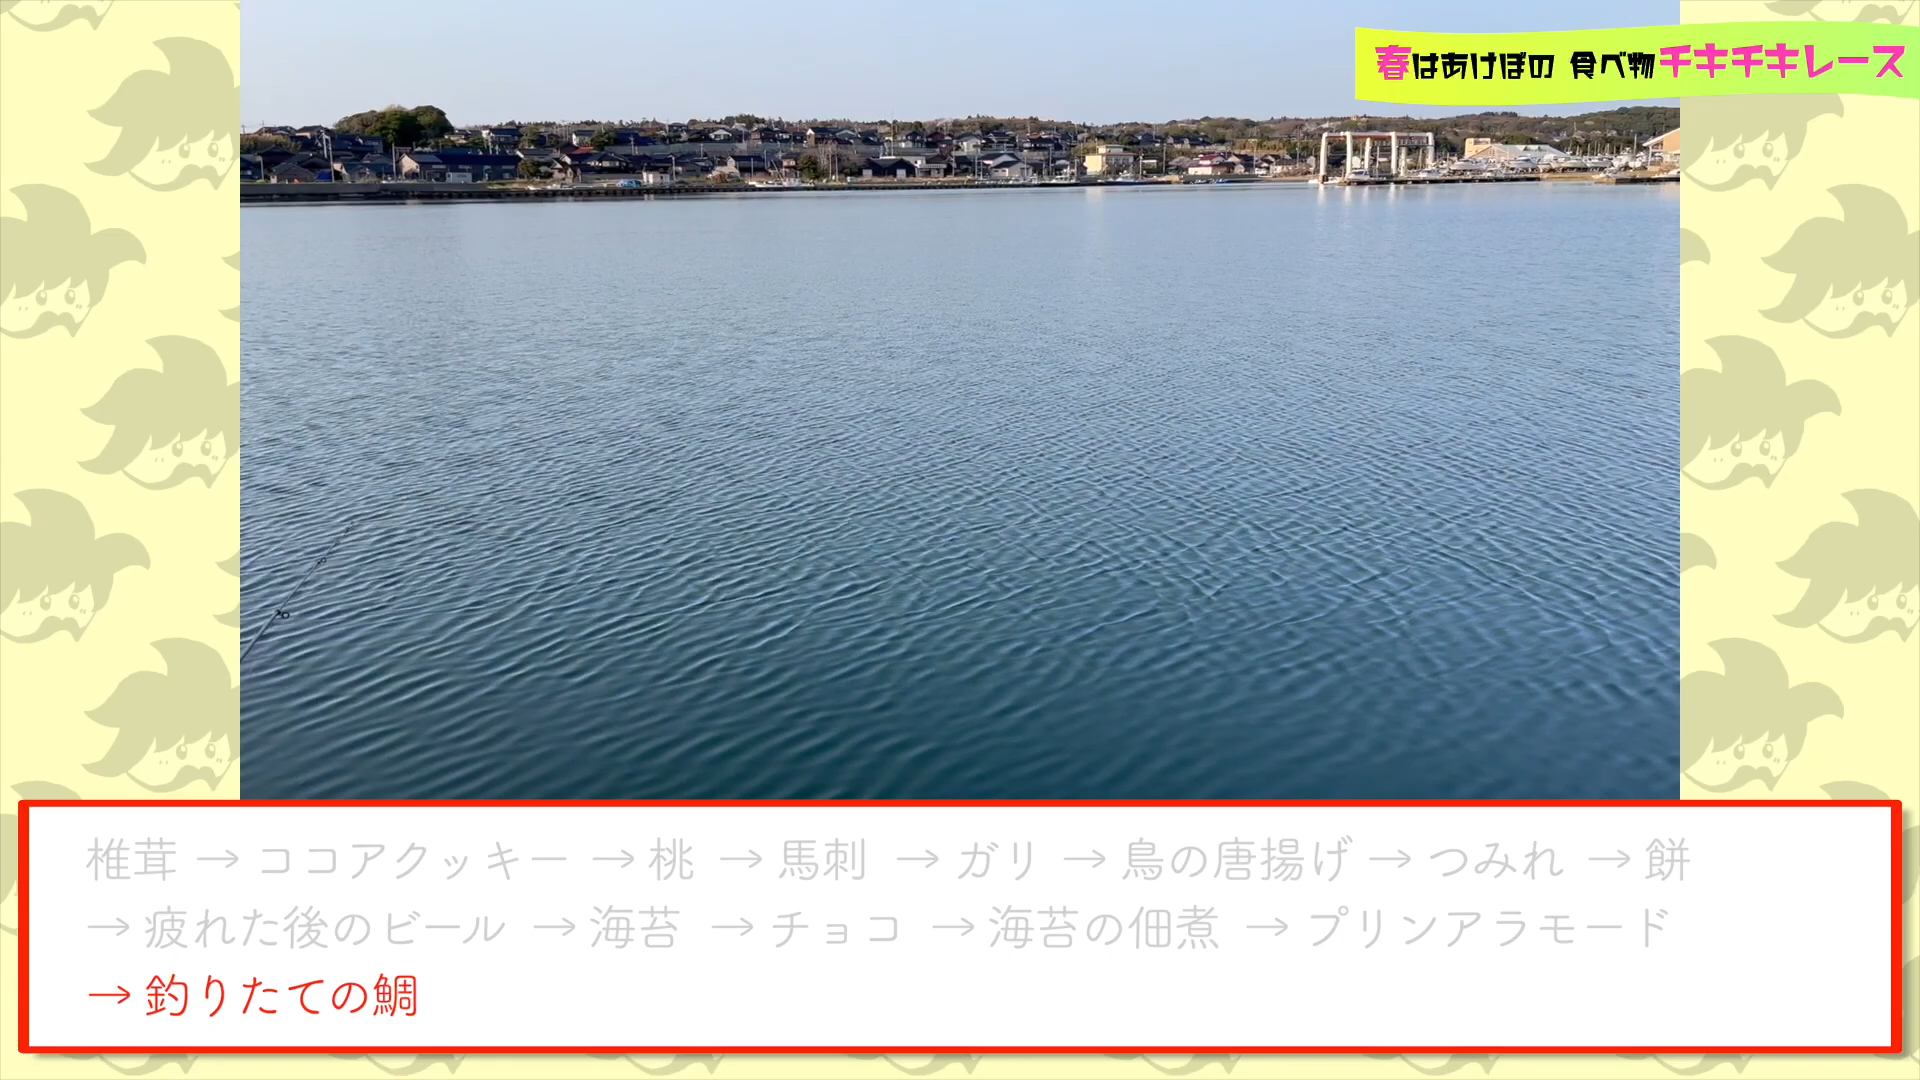 春はあけぼの 食べ物チキチキレース
椎茸 → ココアクッキー → 桃 → 馬刺 → ガリ → 鳥の唐揚げ → つみれ → 餅
→ 疲れた後のビール → 海苔 → チョコ → 海苔の佃煮 → プリンアラモード
→ 釣りたての鯛